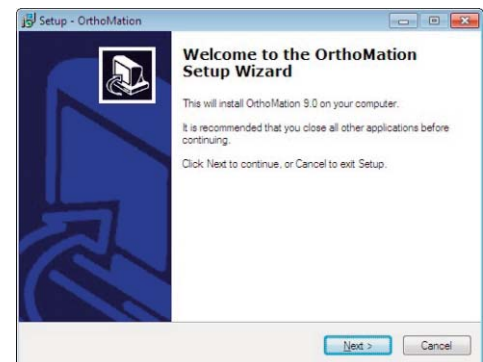 Setup - OrthoMation
Welcome to the OrthoMation
Setup Wizard
This will install OrthoMation 9.0 on your computer.
It is recommended that you close all other applications before
continuing.
Click Next to continue, or Cancel to exit Setup.
Next >
Cancel